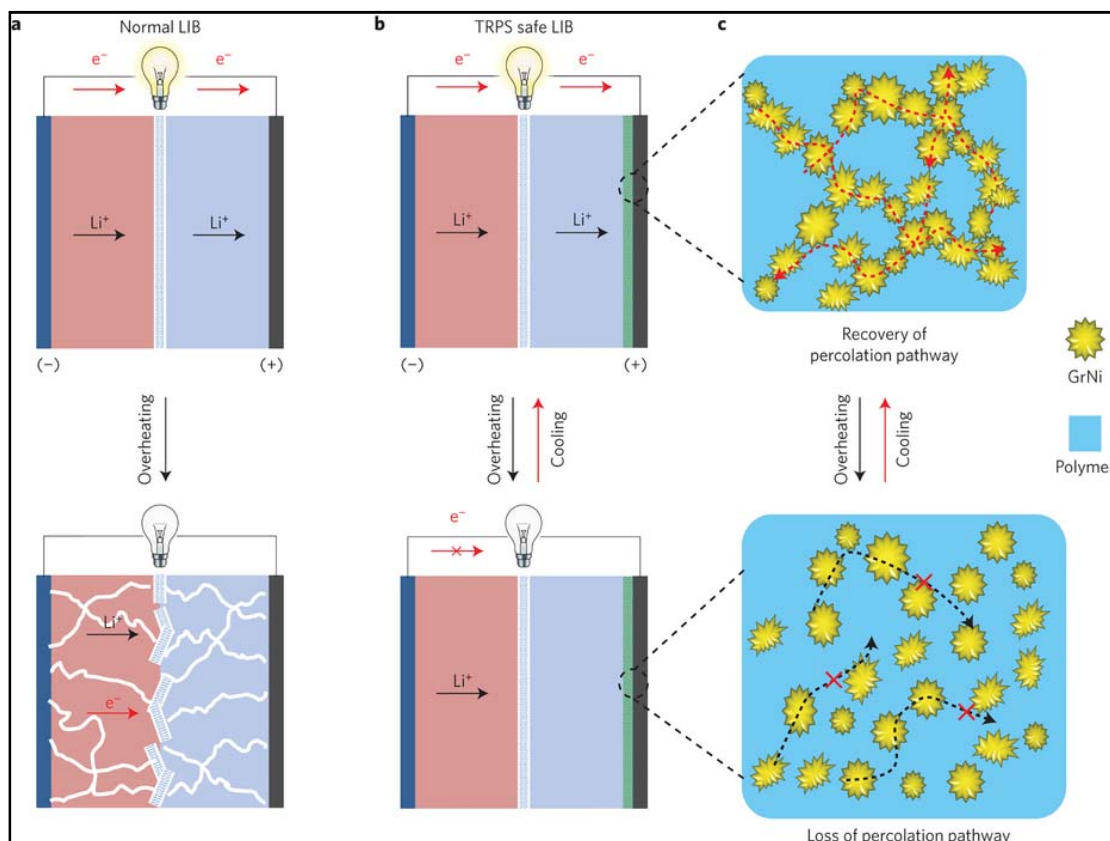 a
Normal LIB
e⁻
e⁻
Li⁺
Li⁺
(−)
(+)
Overheating
Li⁺
e⁻
b
TRPS safe LIB
e⁻
e⁻
Li⁺
Li⁺
(−)
(+)
Overheating
Cooling
e⁻
Li⁺
c
Recovery of
percolation pathway
GrNi
Polyme
Overheating
Cooling
Loss of percolation pathway